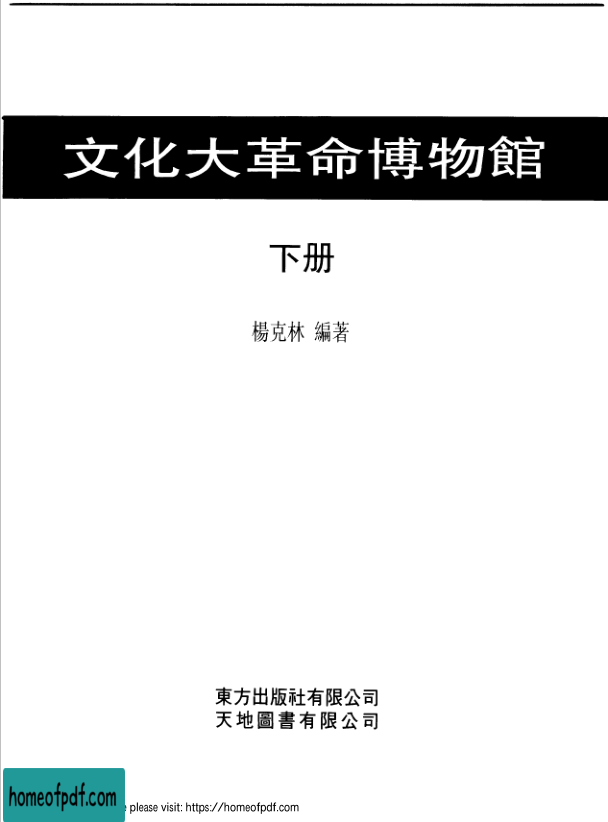 文化大革命博物館
下册
楊克林 編著
東方出版社有限公司
天地圖書有限公司
homeofpdf.com
please visit: https://homeofpdf.com